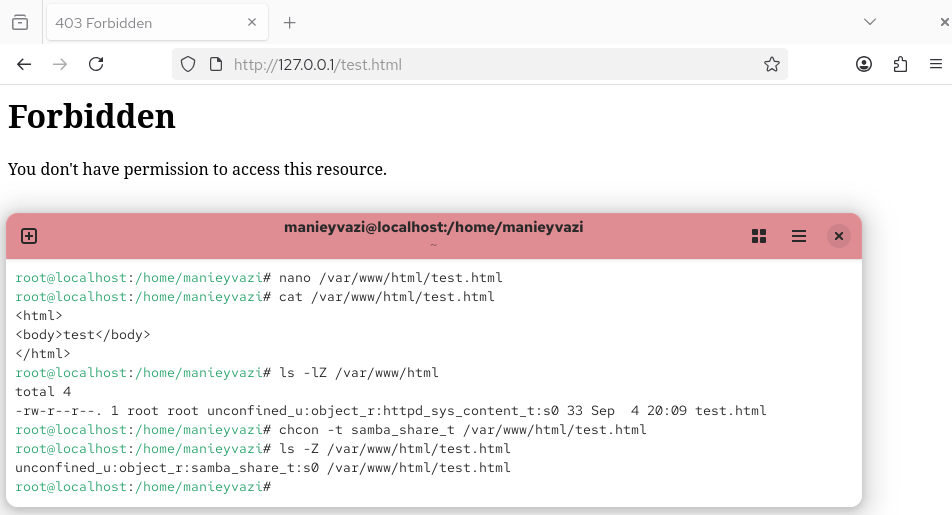 403 Forbidden
http://127.0.0.1/test.html
Forbidden
You don't have permission to access this resource.
manieyvazi@localhost:/home/manieyvazi
~
root@localhost:/home/manieyvazi# nano /var/www/html/test.html
root@localhost:/home/manieyvazi# cat /var/www/html/test.html
<html>
<body>test</body>
</html>
root@localhost:/home/manieyvazi# ls -lZ /var/www/html
total 4
-rw-r--r--. 1 root root unconfined_u:object_r:httpd_sys_content_t:s0 33 Sep  4 20:09 test.html
root@localhost:/home/manieyvazi# chcon -t samba_share_t /var/www/html/test.html
root@localhost:/home/manieyvazi# ls -Z /var/www/html/test.html
unconfined_u:object_r:samba_share_t:s0 /var/www/html/test.html
root@localhost:/home/manieyvazi#